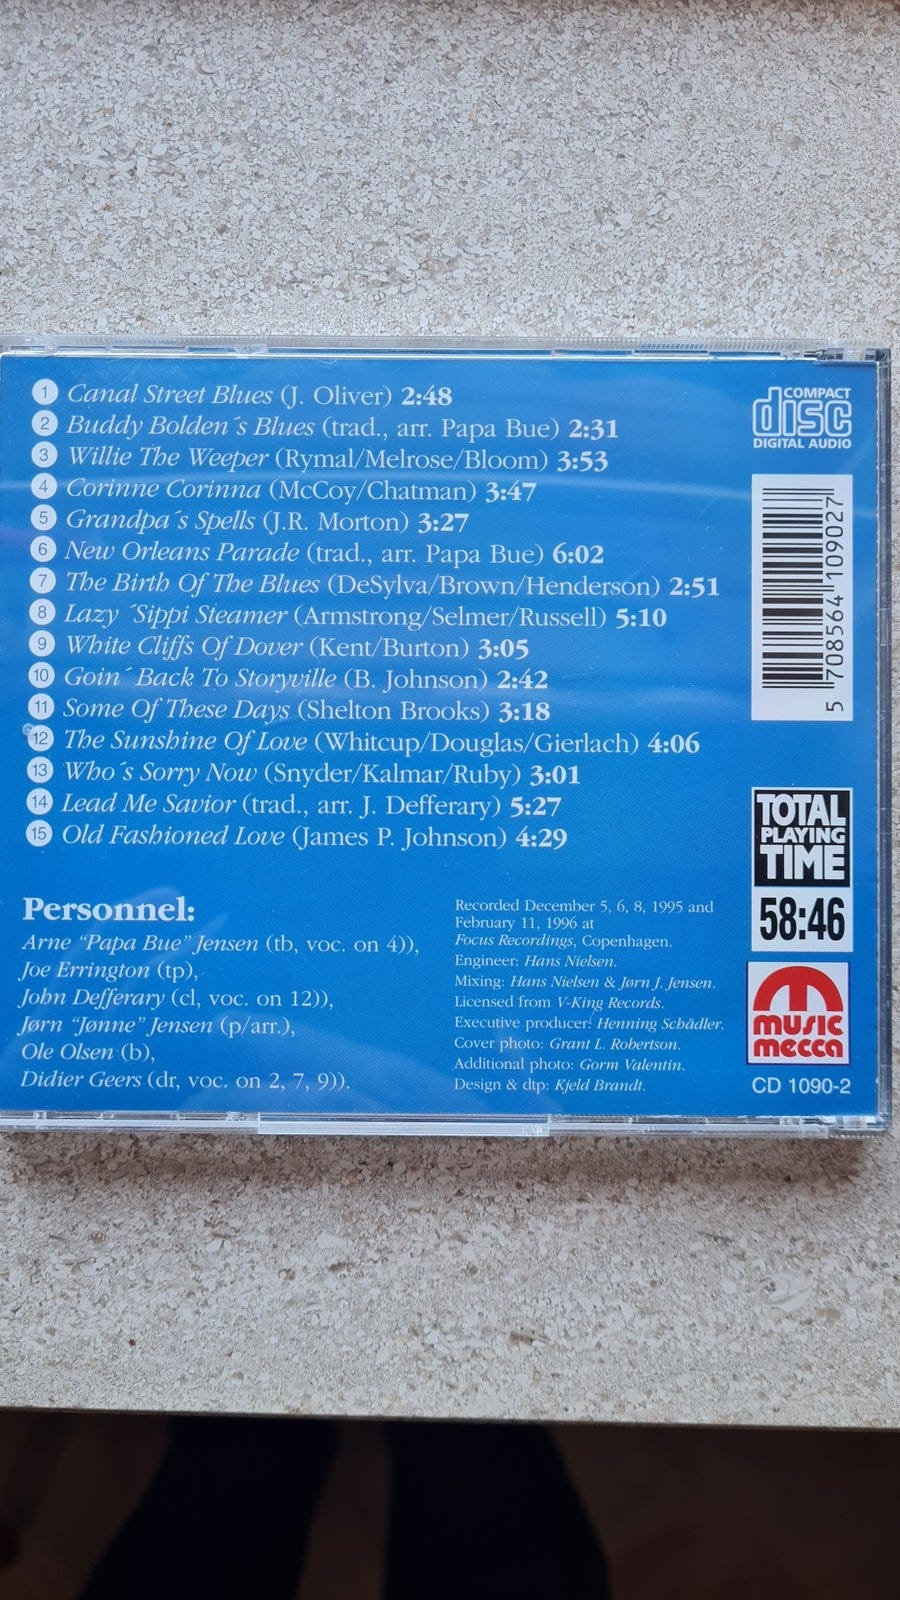 1 Canal Street Blues (J. Oliver) 2:48
2 Buddy Bolden´s Blues (trad., arr. Papa Bue) 2:31
3 Willie The Weeper (Rymal/Melrose/Bloom) 3:53
4 Corinne Corinna (McCoy/Chatman) 3:47
5 Grandpa´s Spells (J.R. Morton) 3:27
6 New Orleans Parade (trad., arr. Papa Bue) 6:02
7 The Birth Of The Blues (DeSylva/Brown/Henderson) 2:51
8 Lazy ´Sippi Steamer (Armstrong/Selmer/Russell) 5:10
9 White Cliffs Of Dover (Kent/Burton) 3:05
10 Goin´ Back To Storyville (B. Johnson) 2:42
11 Some Of These Days (Shelton Brooks) 3:18
12 The Sunshine Of Love (Whitcup/Douglas/Gierlach) 4:06
13 Who´s Sorry Now (Snyder/Kalmar/Ruby) 3:01
14 Lead Me Savior (trad., arr. J. Defferary) 5:27
15 Old Fashioned Love (James P. Johnson) 4:29
Personnel:
Arne "Papa Bue" Jensen (tb, voc. on 4)),
Joe Errington (tp),
John Defferary (cl, voc. on 12)),
Jørn "Jønne" Jensen (p/arr.),
Ole Olsen (b),
Didier Geers (dr, voc. on 2, 7, 9)).
Recorded December 5, 6, 8, 1995 and
February 11, 1996 at
Focus Recordings, Copenhagen.
Engineer: Hans Nielsen.
Mixing: Hans Nielsen & Jørn J. Jensen.
Licensed from V-King Records.
Executive producer: Henning Schädler.
Cover photo: Grant L. Robertson.
Additional photo: Gorm Valentin.
Design & dtp: Kjeld Brandt.
COMPACT
disc
DIGITAL AUDIO
5 708564 109027
TOTAL
PLAYING
TIME
58:46
music
mecca
CD 1090-2